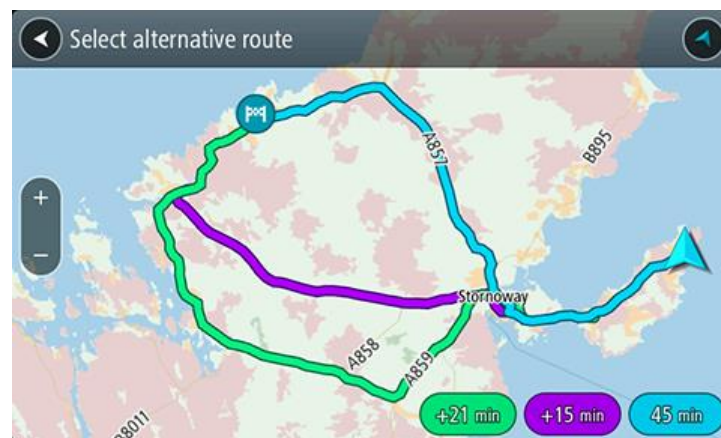 Select alternative route
A857
B895
+
−
Stornoway
A858
A859
B8011
+21 min
+15 min
45 min